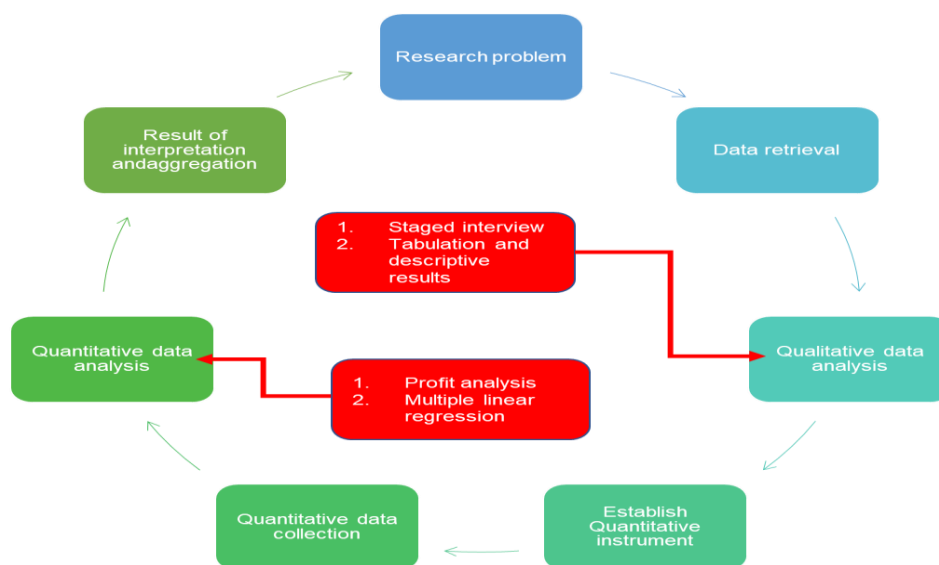 Research problem
Data retrieval
Result of
interpretation
andaggregation
1. Staged interview
2. Tabulation and
descriptive
results
Quantitative data
analysis
Qualitative data
analysis
1. Profit analysis
2. Multiple linear
regression
Quantitative data
collection
Establish
Quantitative
instrument